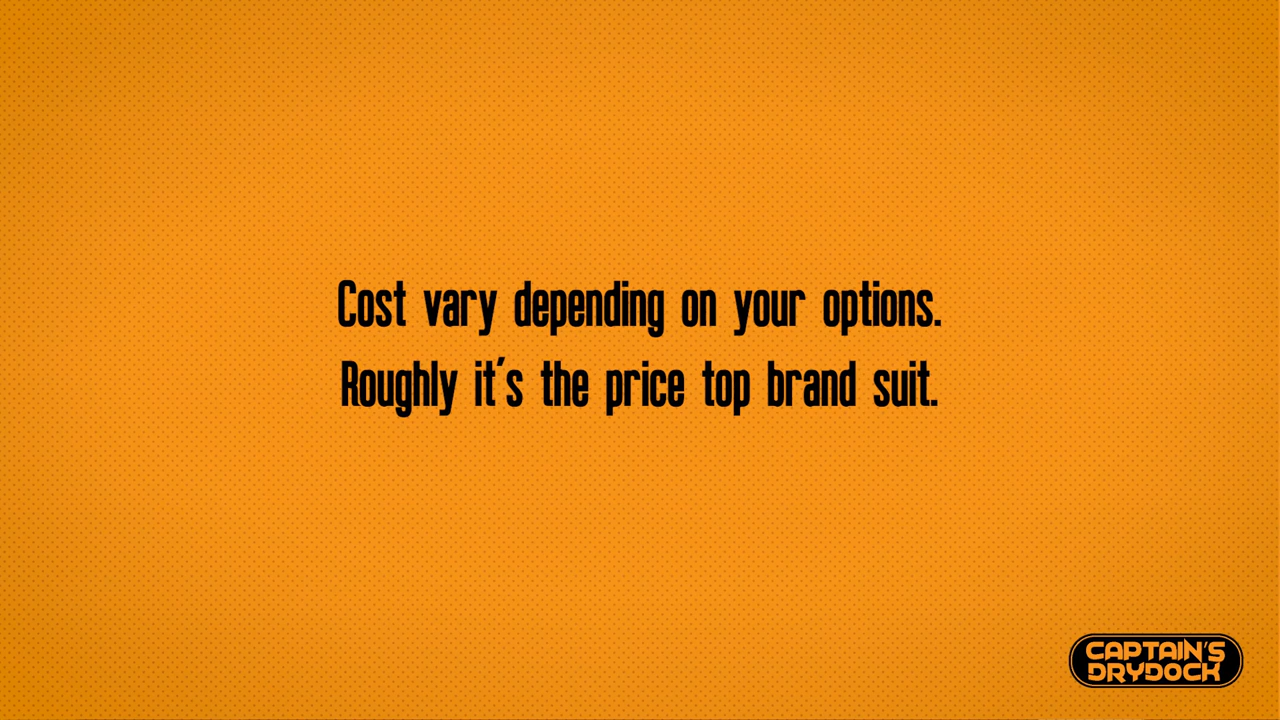 Cost vary depending on your options.
Roughly it's the price top brand suit.
CAPTAIN'S
DRYDOCK